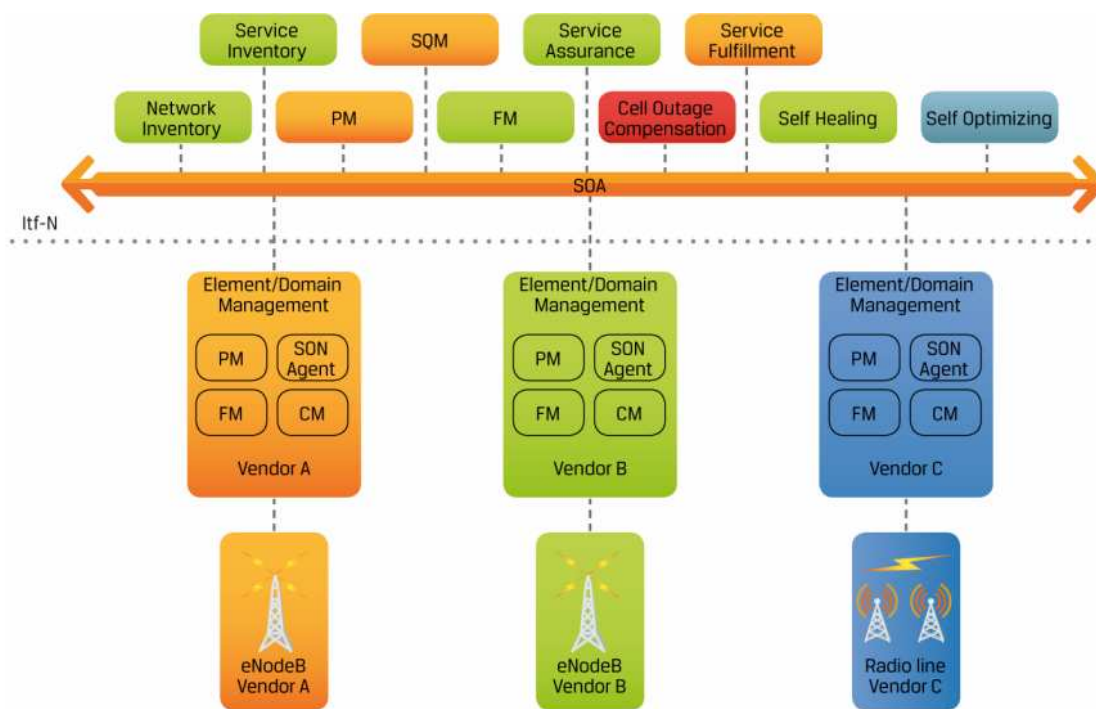 Service
Inventory
SQM
Service
Assurance
Service
Fulfillment
Network
Inventory
PM
FM
Cell Outage
Compensation
Self Healing
Self Optimizing
SOA
Itf-N
Element/Domain
Management
PM
SON
Agent
FM
CM
Vendor A
Element/Domain
Management
PM
SON
Agent
FM
CM
Vendor B
Element/Domain
Management
PM
SON
Agent
FM
CM
Vendor C
eNodeB
Vendor A
eNodeB
Vendor B
Radio line
Vendor C